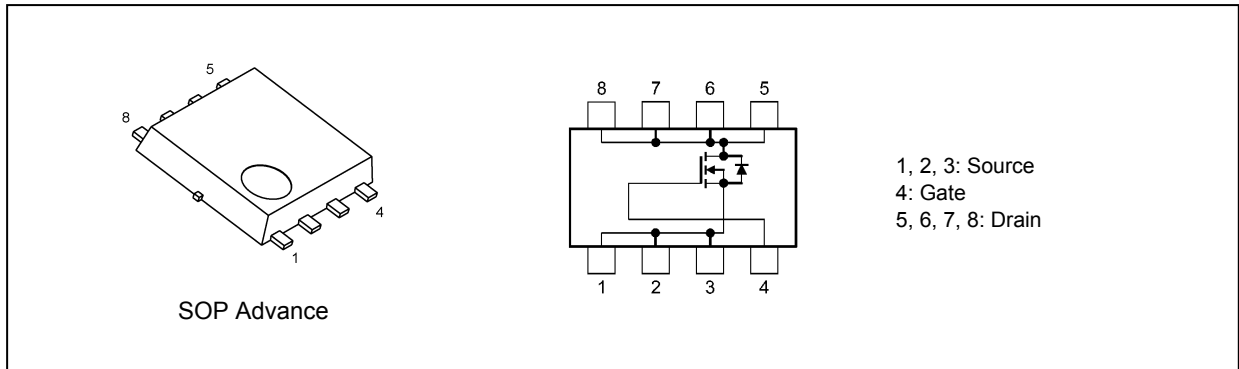 5
8
4
1
SOP Advance
8 7 6 5
1 2 3 4
1, 2, 3: Source
4: Gate
5, 6, 7, 8: Drain